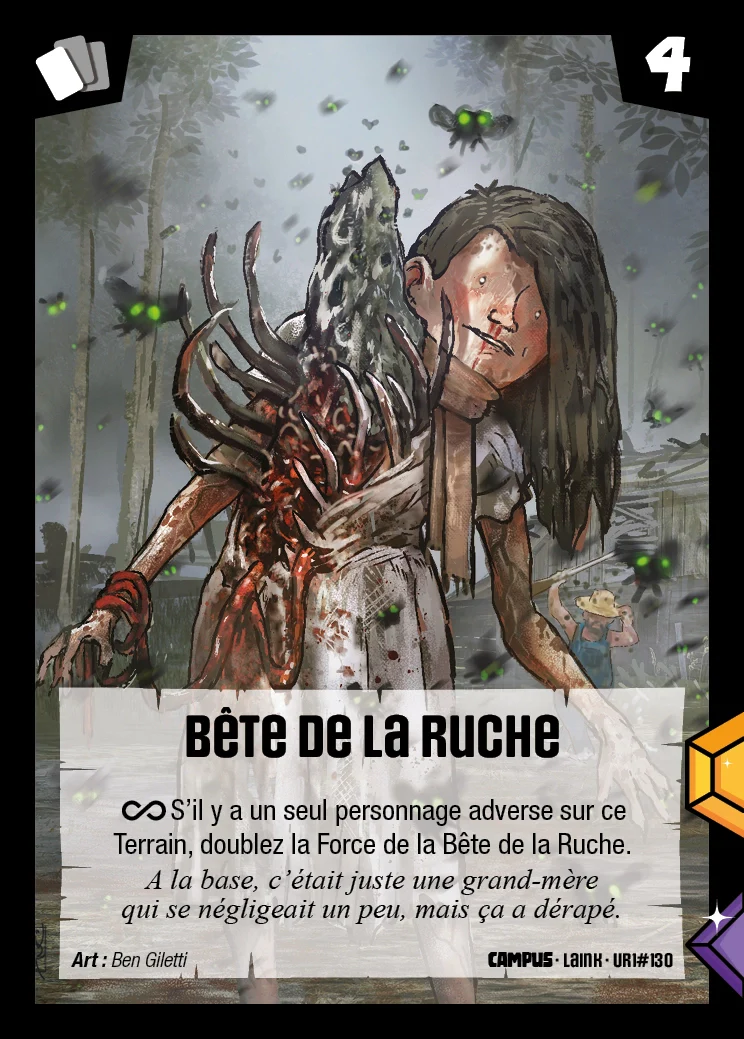 4
BÊTE DE LA RUCHE
∞ S'il y a un seul personnage adverse sur ce
Terrain, doublez la Force de la Bête de la Ruche.
A la base, c'était juste une grand-mère
qui se négligeait un peu, mais ça a dérapé.
Art : Ben Giletti
CAMPUS · LAINK · UR1#130